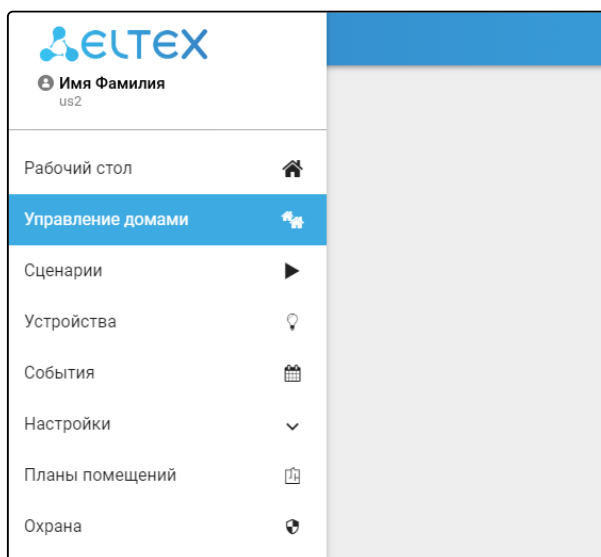 ELTEX
Имя Фамилия
us2
Рабочий стол
Управление домами
Сценарии
Устройства
События
Настройки
Планы помещений
Охрана